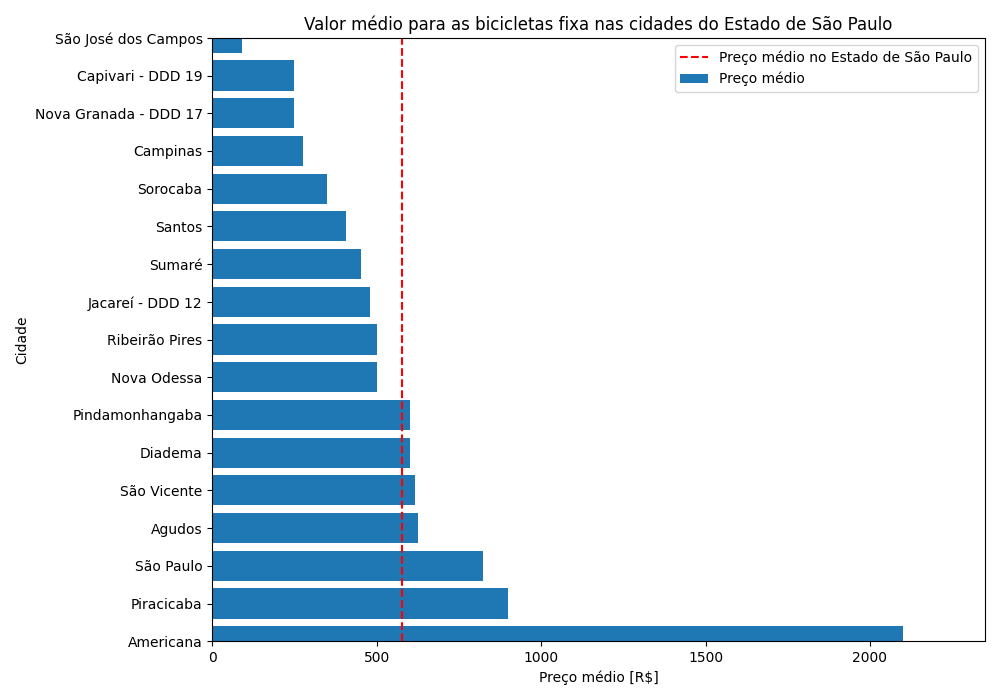 Valor médio para as bicicletas fixa nas cidades do Estado de São Paulo
Preço médio no Estado de São Paulo
Preço médio
São José dos Campos
Capivari - DDD 19
Nova Granada - DDD 17
Campinas
Sorocaba
Santos
Sumaré
Jacareí - DDD 12
Ribeirão Pires
Nova Odessa
Pindamonhangaba
Diadema
São Vicente
Agudos
São Paulo
Piracicaba
Americana
Cidade
0 500 1000 1500 2000
Preço médio [R$]